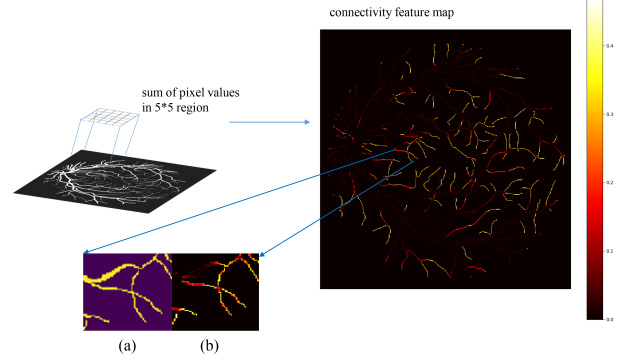 connectivity feature map
sum of pixel values
in 5*5 region
0.4
0.3
0.2
0.1
0.0
(a)
(b)